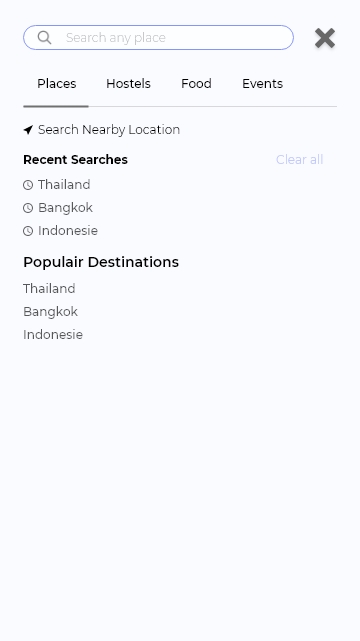 Search any place
Places Hostels Food Events
Search Nearby Location
Recent Searches Clear all
Thailand
Bangkok
Indonesie
Populair Destinations
Thailand
Bangkok
Indonesie